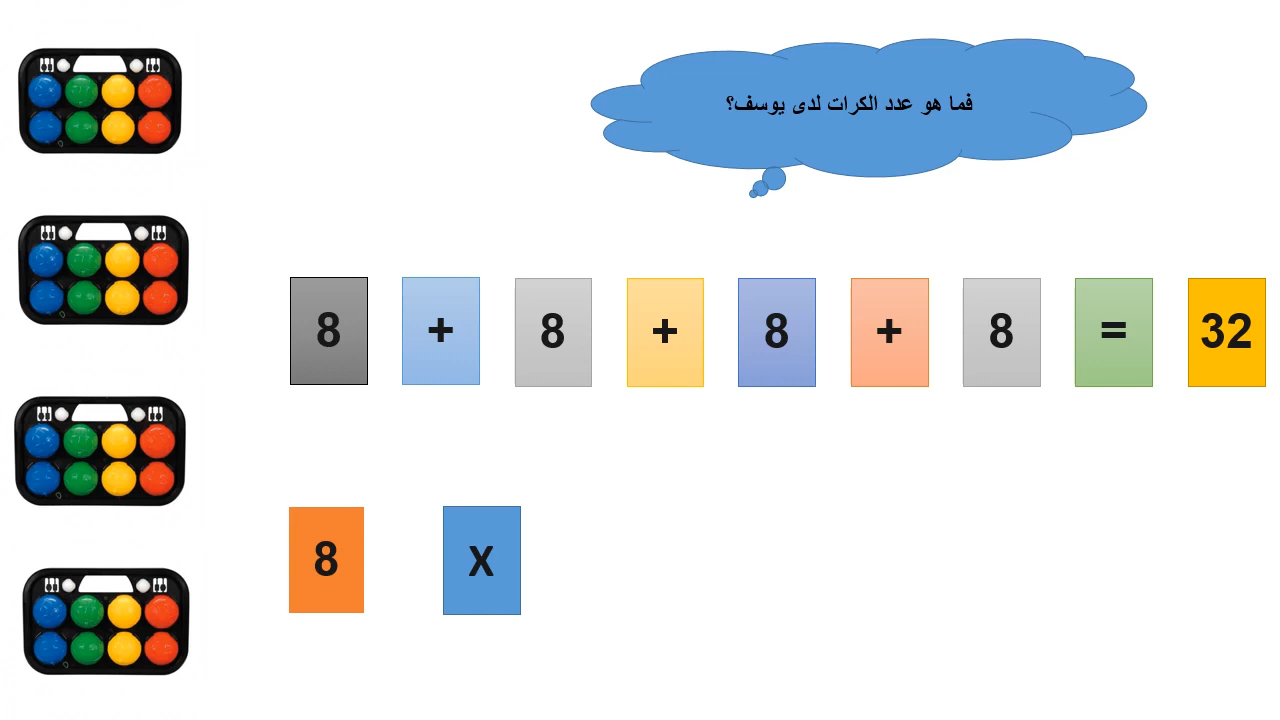 فما هو عدد الكرات لدى يوسف؟
8 + 8 + 8 + 8 = 32
8 X